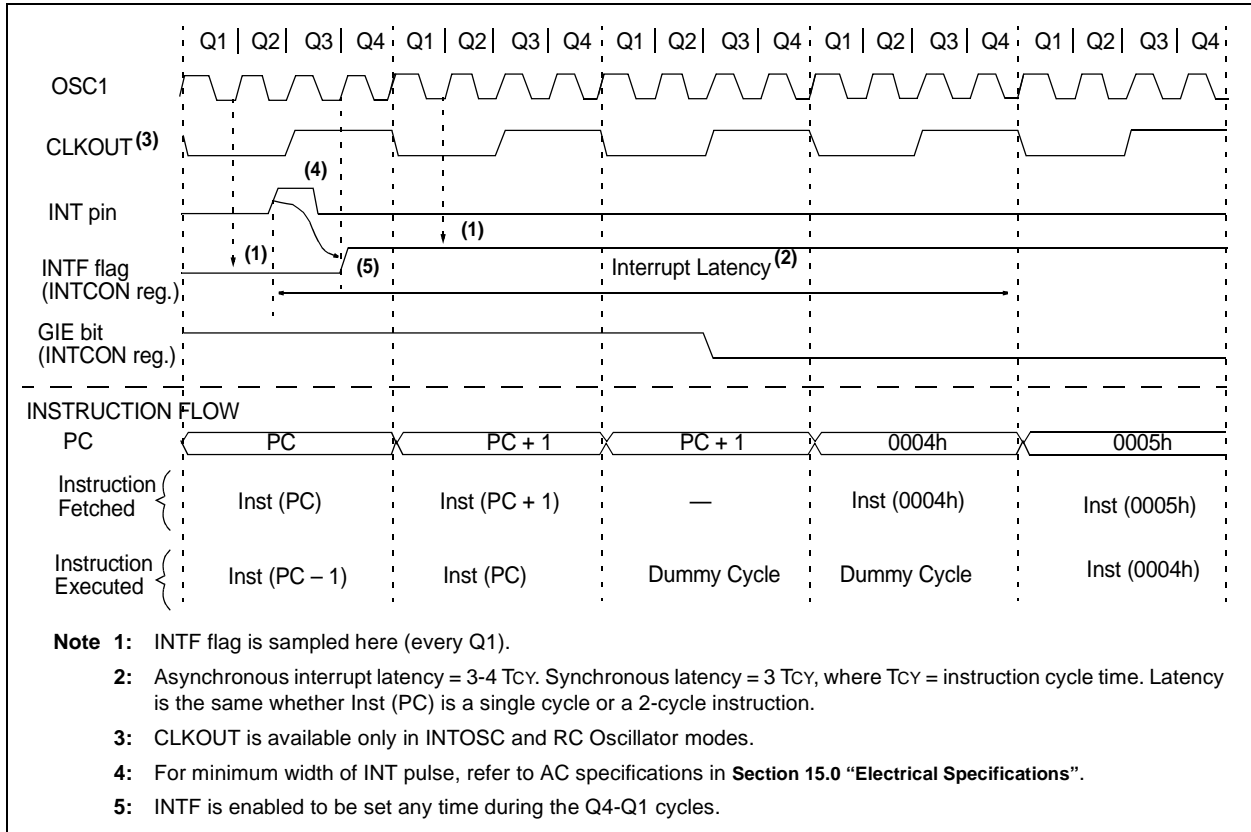 Q1 | Q2 | Q3 | Q4 Q1 | Q2 | Q3 | Q4 Q1 | Q2 | Q3 | Q4 Q1 | Q2 | Q3 | Q4 Q1 | Q2 | Q3 | Q4
OSC1
CLKOUT (3)
(4)
INT pin
(1) (1)
INTF flag
(INTCON reg.)
(5)
Interrupt Latency (2)
GIE bit
(INTCON reg.)
INSTRUCTION FLOW
PC PC PC + 1 PC + 1 0004h 0005h
Instruction
Fetched
Inst (PC) Inst (PC + 1) — Inst (0004h) Inst (0005h)
Instruction
Executed
Inst (PC – 1) Inst (PC) Dummy Cycle Dummy Cycle Inst (0004h)
Note 1: INTF flag is sampled here (every Q1).
2: Asynchronous interrupt latency = 3-4 TCY. Synchronous latency = 3 TCY, where TCY = instruction cycle time. Latency
is the same whether Inst (PC) is a single cycle or a 2-cycle instruction.
3: CLKOUT is available only in INTOSC and RC Oscillator modes.
4: For minimum width of INT pulse, refer to AC specifications in Section 15.0 “Electrical Specifications”.
5: INTF is enabled to be set any time during the Q4-Q1 cycles.